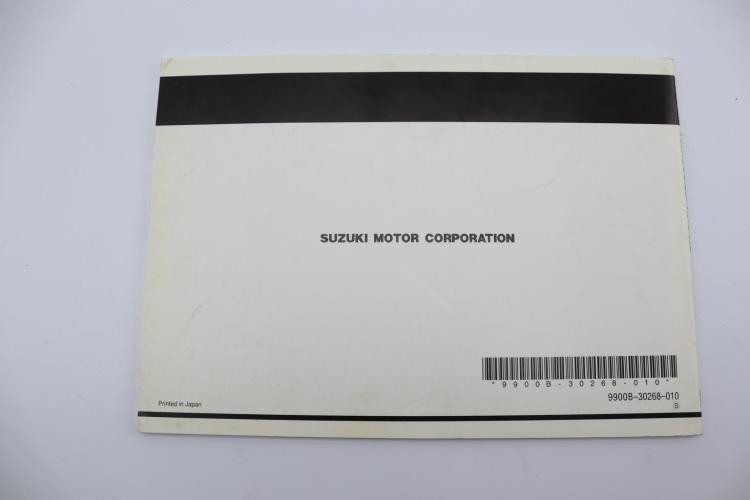 SUZUKI MOTOR CORPORATION
*9900B-30268-010*
9900B-30268-010
Printed in Japan
Ⓢ